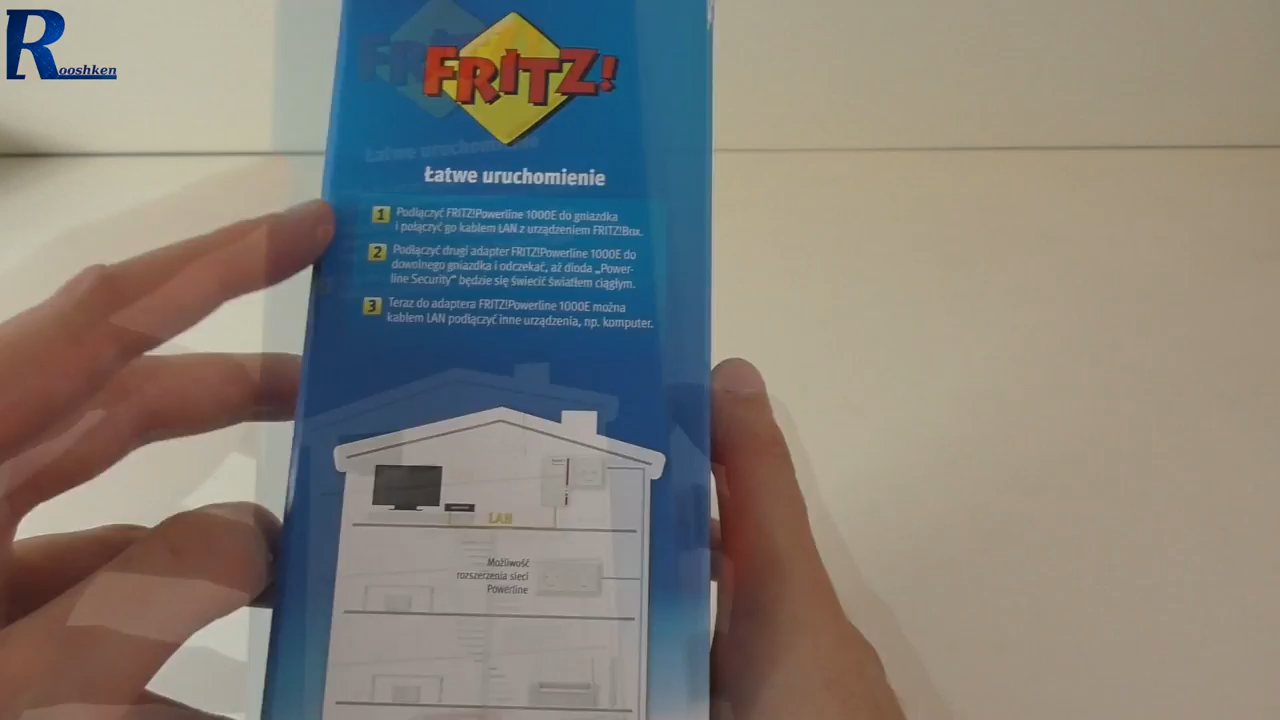 Rooshken
FRITZ!
Łatwe uruchomienie
1 Podłączyć FRITZ!Powerline 1000E do gniazdka
i połączyć go kablem LAN z urządzeniem FRITZ!Box.
2 Podłączyć drugi adapter FRITZ!Powerline 1000E do
dowolnego gniazdka i odczekać, aż dioda „Power-
line Security” będzie się świecić światłem ciągłym.
3 Teraz do adaptera FRITZ!Powerline 1000E można
kablem LAN podłączyć inne urządzenia, np. komputer.
LAN
Możliwość
rozszerzenia sieci
Powerline